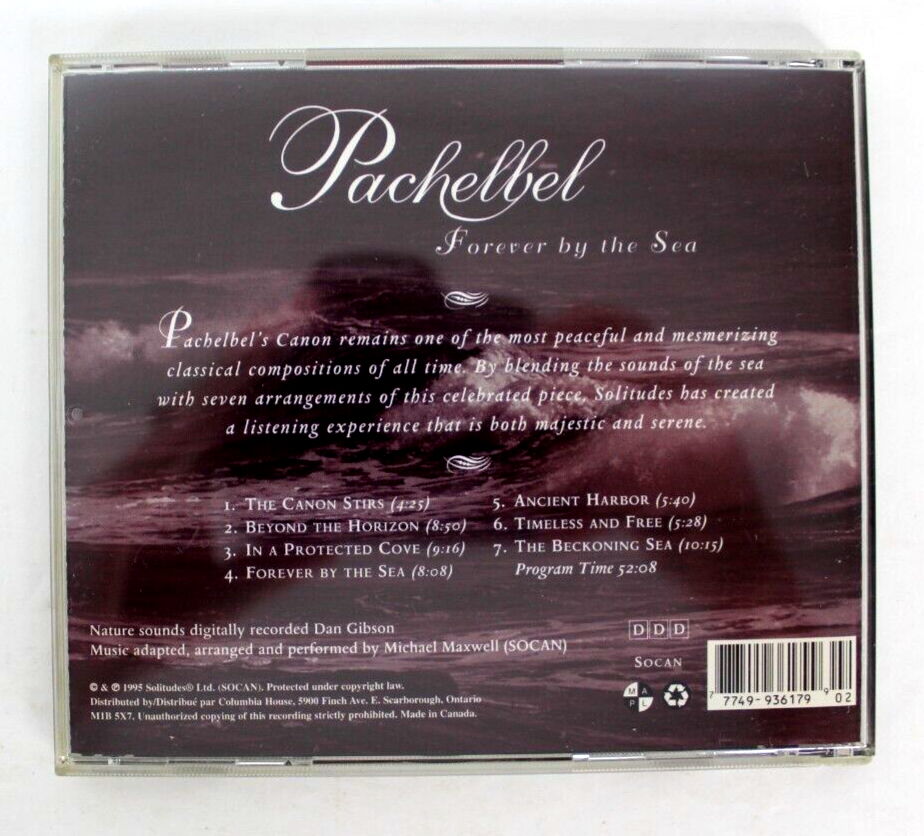 Pachelbel
Forever by the Sea
Pachelbel's Canon remains one of the most peaceful and mesmerizing
classical compositions of all time. By blending the sounds of the sea
with seven arrangements of this celebrated piece, Solitudes has created
a listening experience that is both majestic and serene.
1. THE CANON STIRS (4:25)
2. BEYOND THE HORIZON (8:50)
3. IN A PROTECTED COVE (9:16)
4. FOREVER BY THE SEA (8:08)
5. ANCIENT HARBOR (5:40)
6. TIMELESS AND FREE (5:28)
7. THE BECKONING SEA (10:15)
Program Time 52:08
Nature sounds digitally recorded Dan Gibson
Music adapted, arranged and performed by Michael Maxwell (SOCAN)
© & ℗ 1995 Solitudes® Ltd. (SOCAN). Protected under copyright law.
Distributed by/Distribué par Columbia House, 5900 Finch Ave. E. Scarborough, Ontario
M1B 5X7. Unauthorized copying of this recording strictly prohibited. Made in Canada.
D D D
SOCAN
M A P L
7 7749-936179 9 02